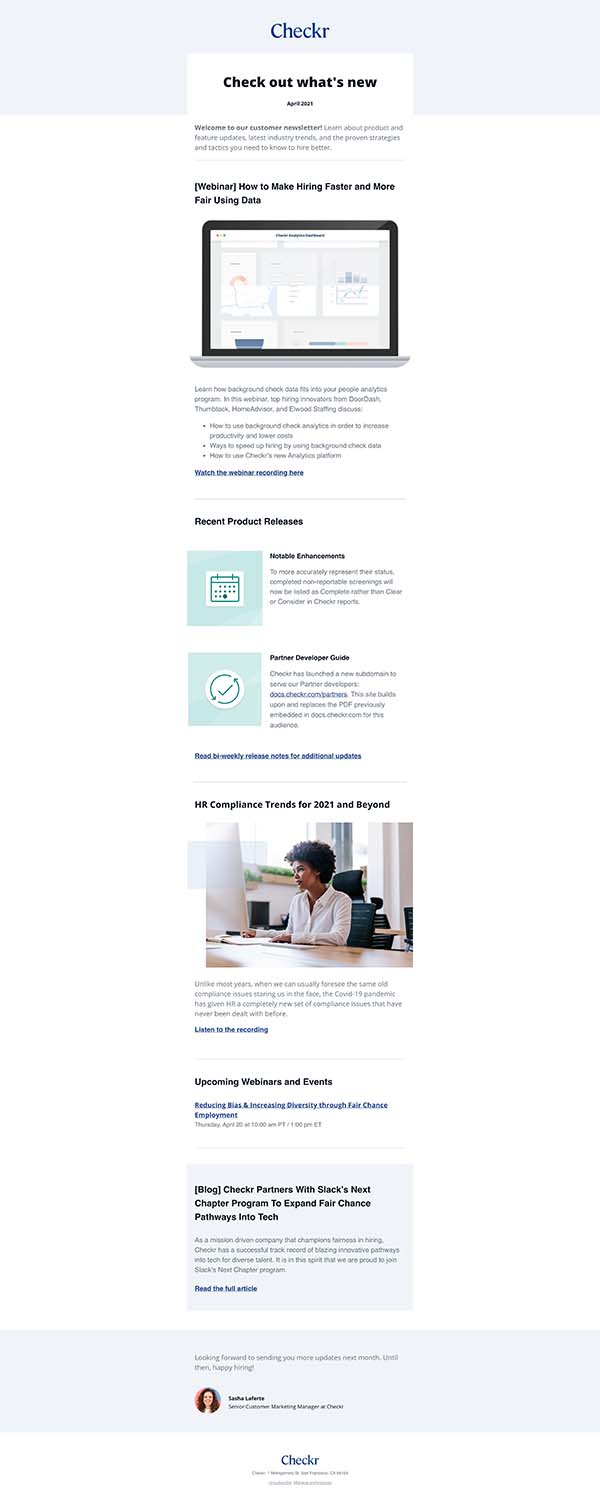 Checkr
Check out what's new
April 2021
Welcome to our customer newsletter! Learn about product and
feature updates, latest industry trends, and the proven strategies
and tactics you need to know to hire better.
[Webinar] How to Make Hiring Faster and More
Fair Using Data
Checkr Analytics Dashboard
Learn how background check data fits into your people analytics
program. In this webinar, top hiring innovators from DoorDash,
Thumbtack, HomeAdvisor, and Elwood Staffing discuss:
• How to use background check analytics in order to increase
productivity and lower costs
• Ways to speed up hiring by using background check data
• How to use Checkr's new Analytics platform
Watch the webinar recording here
Recent Product Releases
Notable Enhancements
To more accurately represent their status,
completed non-reportable screenings will
now be listed as Complete rather than Clear
or Consider in Checkr reports.
Partner Developer Guide
Checkr has launched a new subdomain to
serve our Partner developers:
docs.checkr.com/partners. This site builds
upon and replaces the PDF previously
embedded in docs.checkr.com for this
audience.
Read bi-weekly release notes for additional updates
HR Compliance Trends for 2021 and Beyond
Unlike most years, when we can usually foresee the same old
compliance issues staring us in the face, the Covid-19 pandemic
has given HR a completely new set of compliance issues that have
never been dealt with before.
Listen to the recording
Upcoming Webinars and Events
Reducing Bias & Increasing Diversity through Fair Chance
Employment
Thursday, April 20 at 10:00 am PT / 1:00 pm ET
[Blog] Checkr Partners With Slack's Next
Chapter Program To Expand Fair Chance
Pathways Into Tech
As a mission driven company that champions fairness in hiring,
Checkr has a successful track record of blazing innovative pathways
into tech for diverse talent. It is in this spirit that we are proud to join
Slack's Next Chapter program.
Read the full article
Looking forward to sending you more updates next month. Until
then, happy hiring!
Sasha Laferte
Senior Customer Marketing Manager at Checkr
Checkr
Checkr, 1 Montgomery St, San Francisco, CA 94104
Unsubscribe Manage preferences